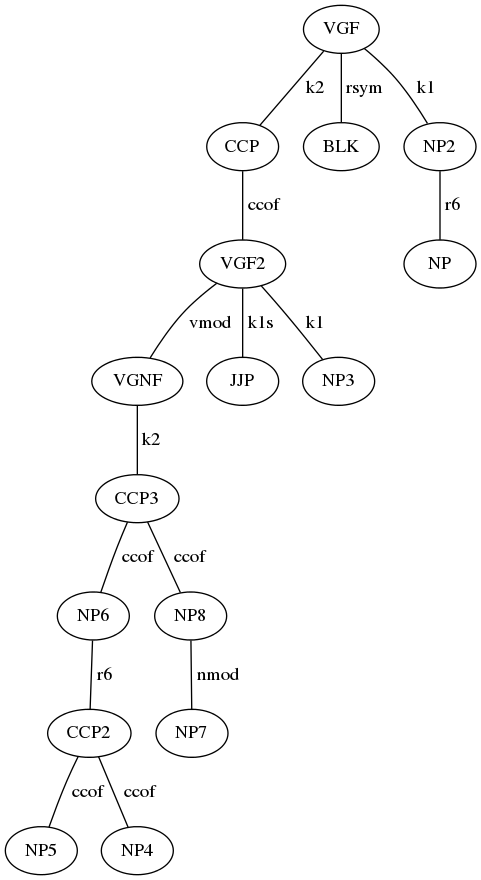 VGF
k2 rsym k1
CCP BLK NP2
ccof r6
VGF2 NP
vmod k1s k1
VGNF JJP NP3
k2
CCP3
ccof ccof
NP6 NP8
r6 nmod
CCP2 NP7
ccof ccof
NP5 NP4